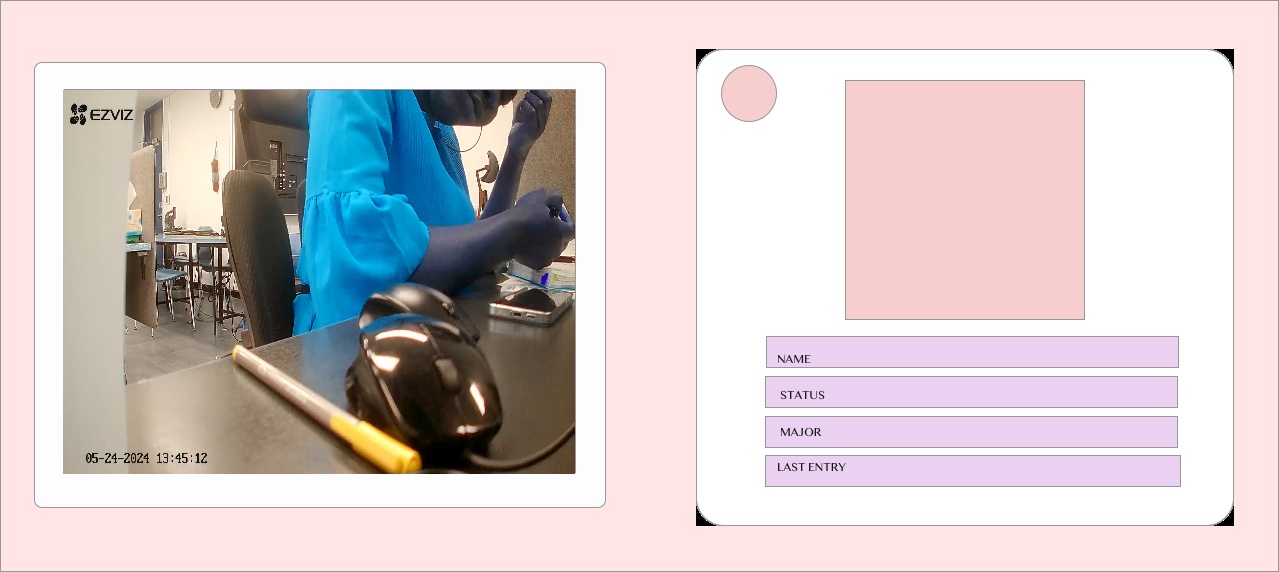 EZVIZ
05-24-2024 13:45:12
NAME
STATUS
MAJOR
LAST ENTRY